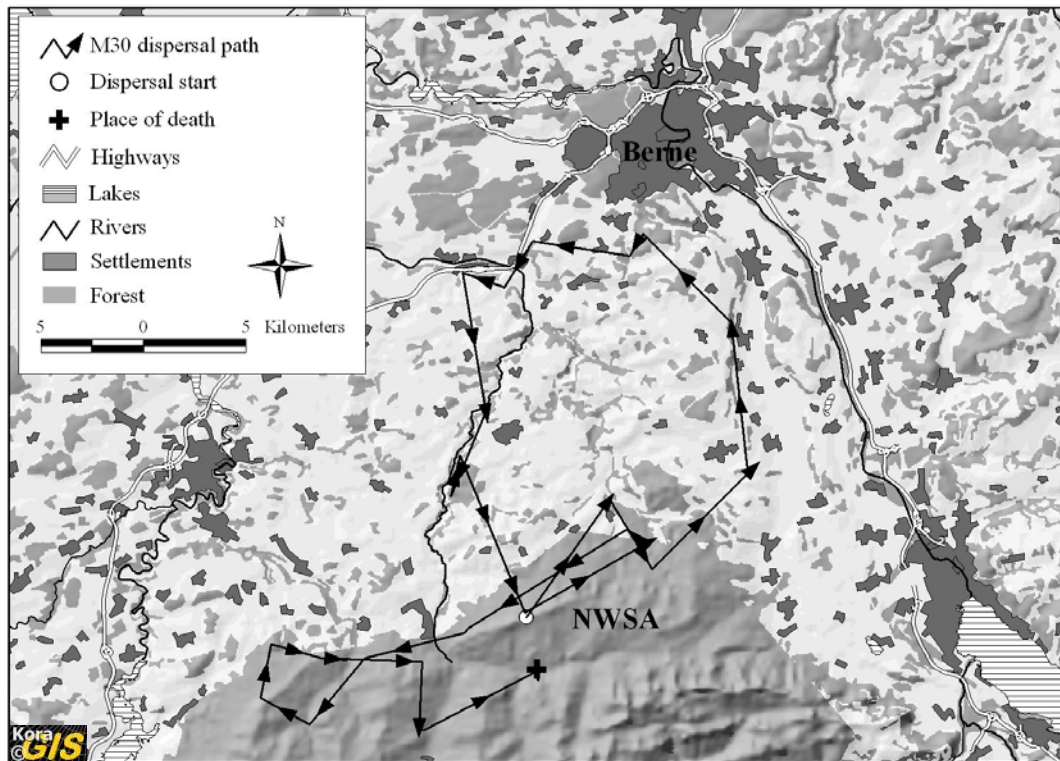 M30 dispersal path
Dispersal start
Place of death
Highways
Lakes
Rivers
Settlements
Forest
N
5 0 5 Kilometers
Berne
NWSA
Kora
© GIS